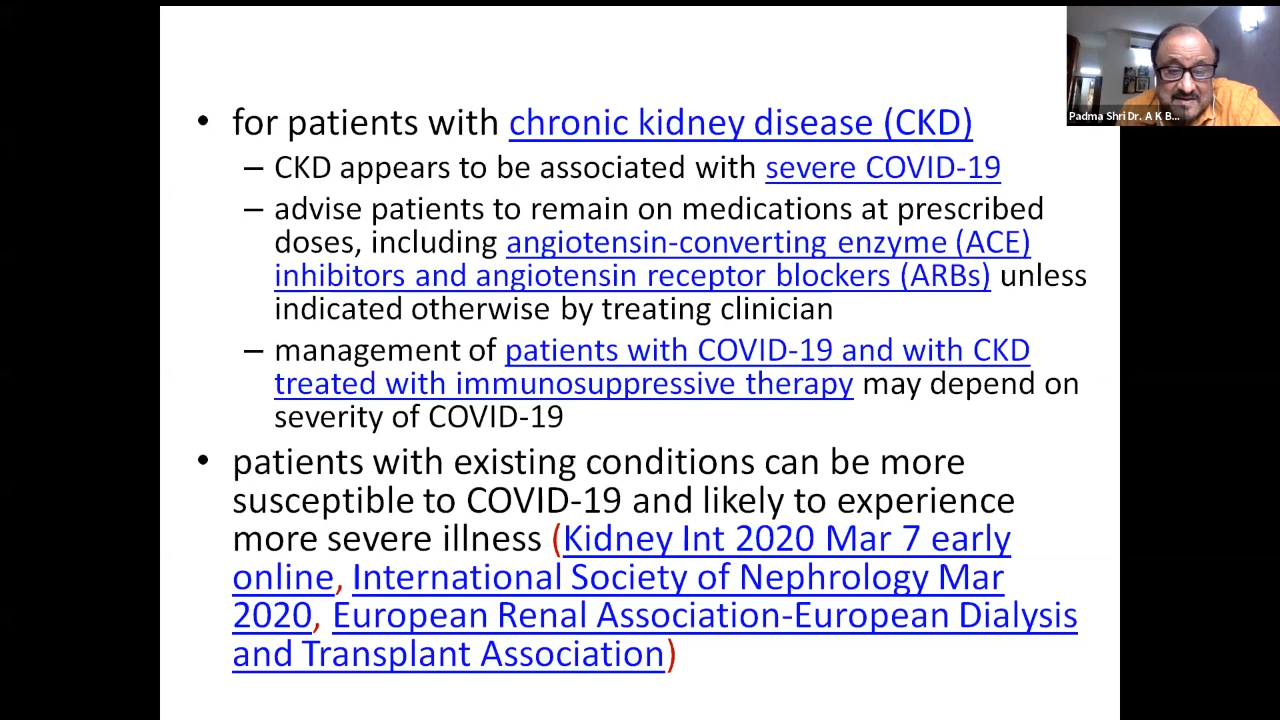 Padma Shri Dr. A K B...
• for patients with chronic kidney disease (CKD)
– CKD appears to be associated with severe COVID-19
– advise patients to remain on medications at prescribed
doses, including angiotensin-converting enzyme (ACE)
inhibitors and angiotensin receptor blockers (ARBs) unless
indicated otherwise by treating clinician
– management of patients with COVID-19 and with CKD
treated with immunosuppressive therapy may depend on
severity of COVID-19
• patients with existing conditions can be more
susceptible to COVID-19 and likely to experience
more severe illness (Kidney Int 2020 Mar 7 early
online, International Society of Nephrology Mar
2020, European Renal Association-European Dialysis
and Transplant Association)